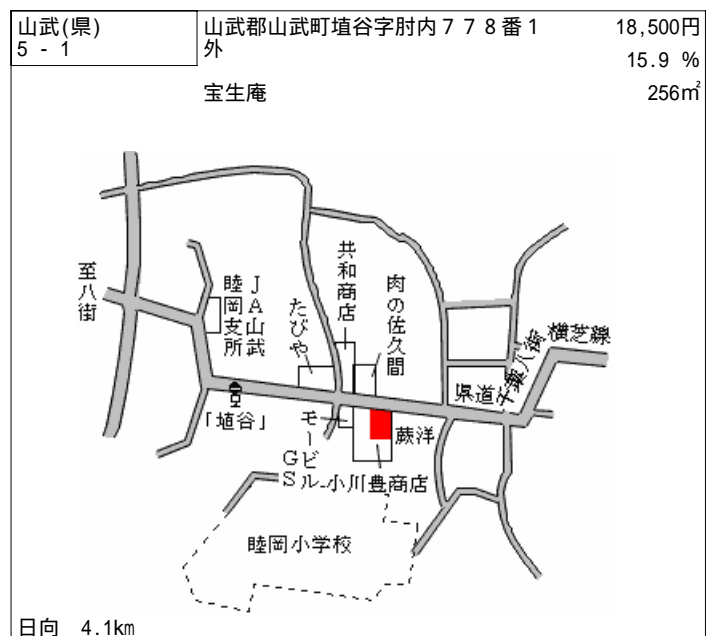 山武(県)
5 - 1
山武郡山武町埴谷字肘内７７８番１
外
18,500円
15.9 %
宝生庵
256㎡
至八街
ＪＡ山武
睦岡支所
たびや
共和商店
肉の佐久間
県道千葉八街横芝線
「埴谷」
モービル
ＧＳ
蕨洋
小川豊商店
睦岡小学校
日向 4.1km